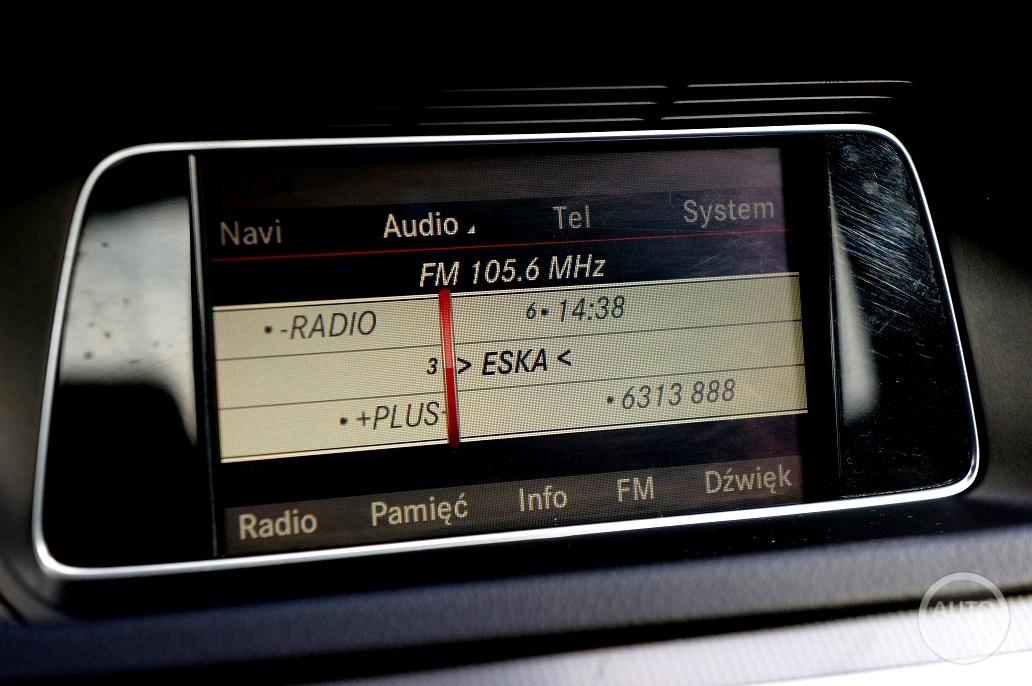 Navi Audio Tel System
FM 105.6 MHz
•-RADIO 6• 14:38
3 > ESKA <
•+PLUS •6313 888
Radio Pamięć Info FM Dźwięk
AUTO